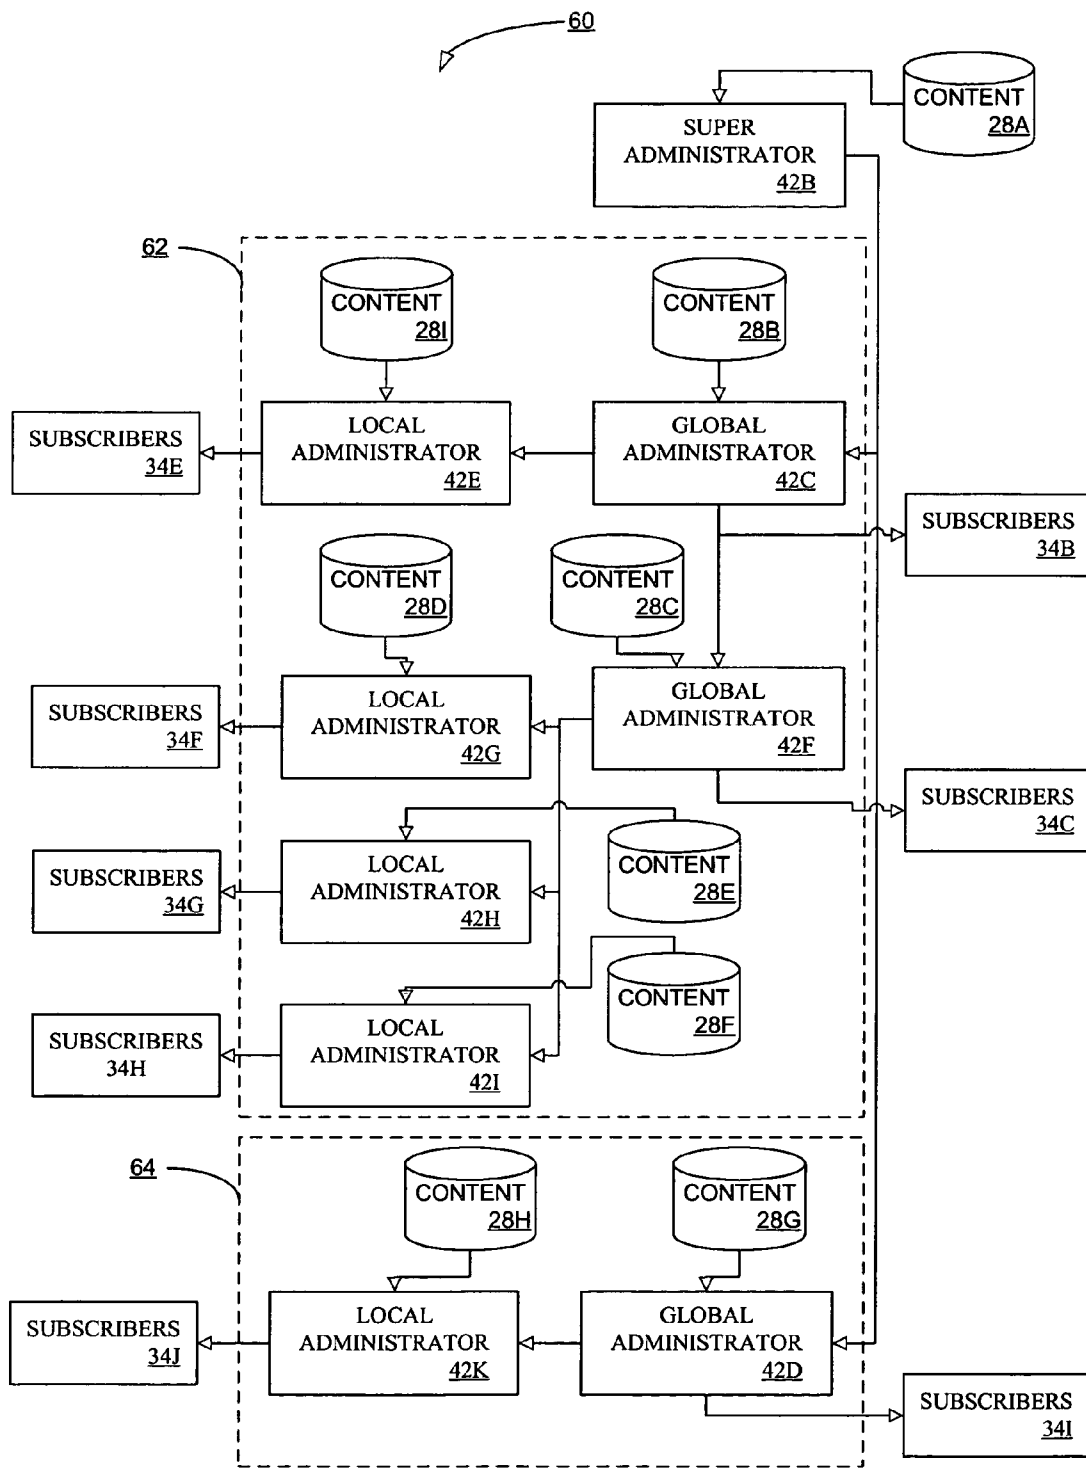 60
CONTENT
28A
SUPER
ADMINISTRATOR
42B
62
CONTENT
28I
CONTENT
28B
SUBSCRIBERS
34E
LOCAL
ADMINISTRATOR
42E
GLOBAL
ADMINISTRATOR
42C
SUBSCRIBERS
34B
CONTENT
28D
CONTENT
28C
SUBSCRIBERS
34F
LOCAL
ADMINISTRATOR
42G
GLOBAL
ADMINISTRATOR
42F
SUBSCRIBERS
34C
SUBSCRIBERS
34G
LOCAL
ADMINISTRATOR
42H
CONTENT
28E
CONTENT
28F
SUBSCRIBERS
34H
LOCAL
ADMINISTRATOR
42I
64
CONTENT
28H
CONTENT
28G
SUBSCRIBERS
34J
LOCAL
ADMINISTRATOR
42K
GLOBAL
ADMINISTRATOR
42D
SUBSCRIBERS
34I